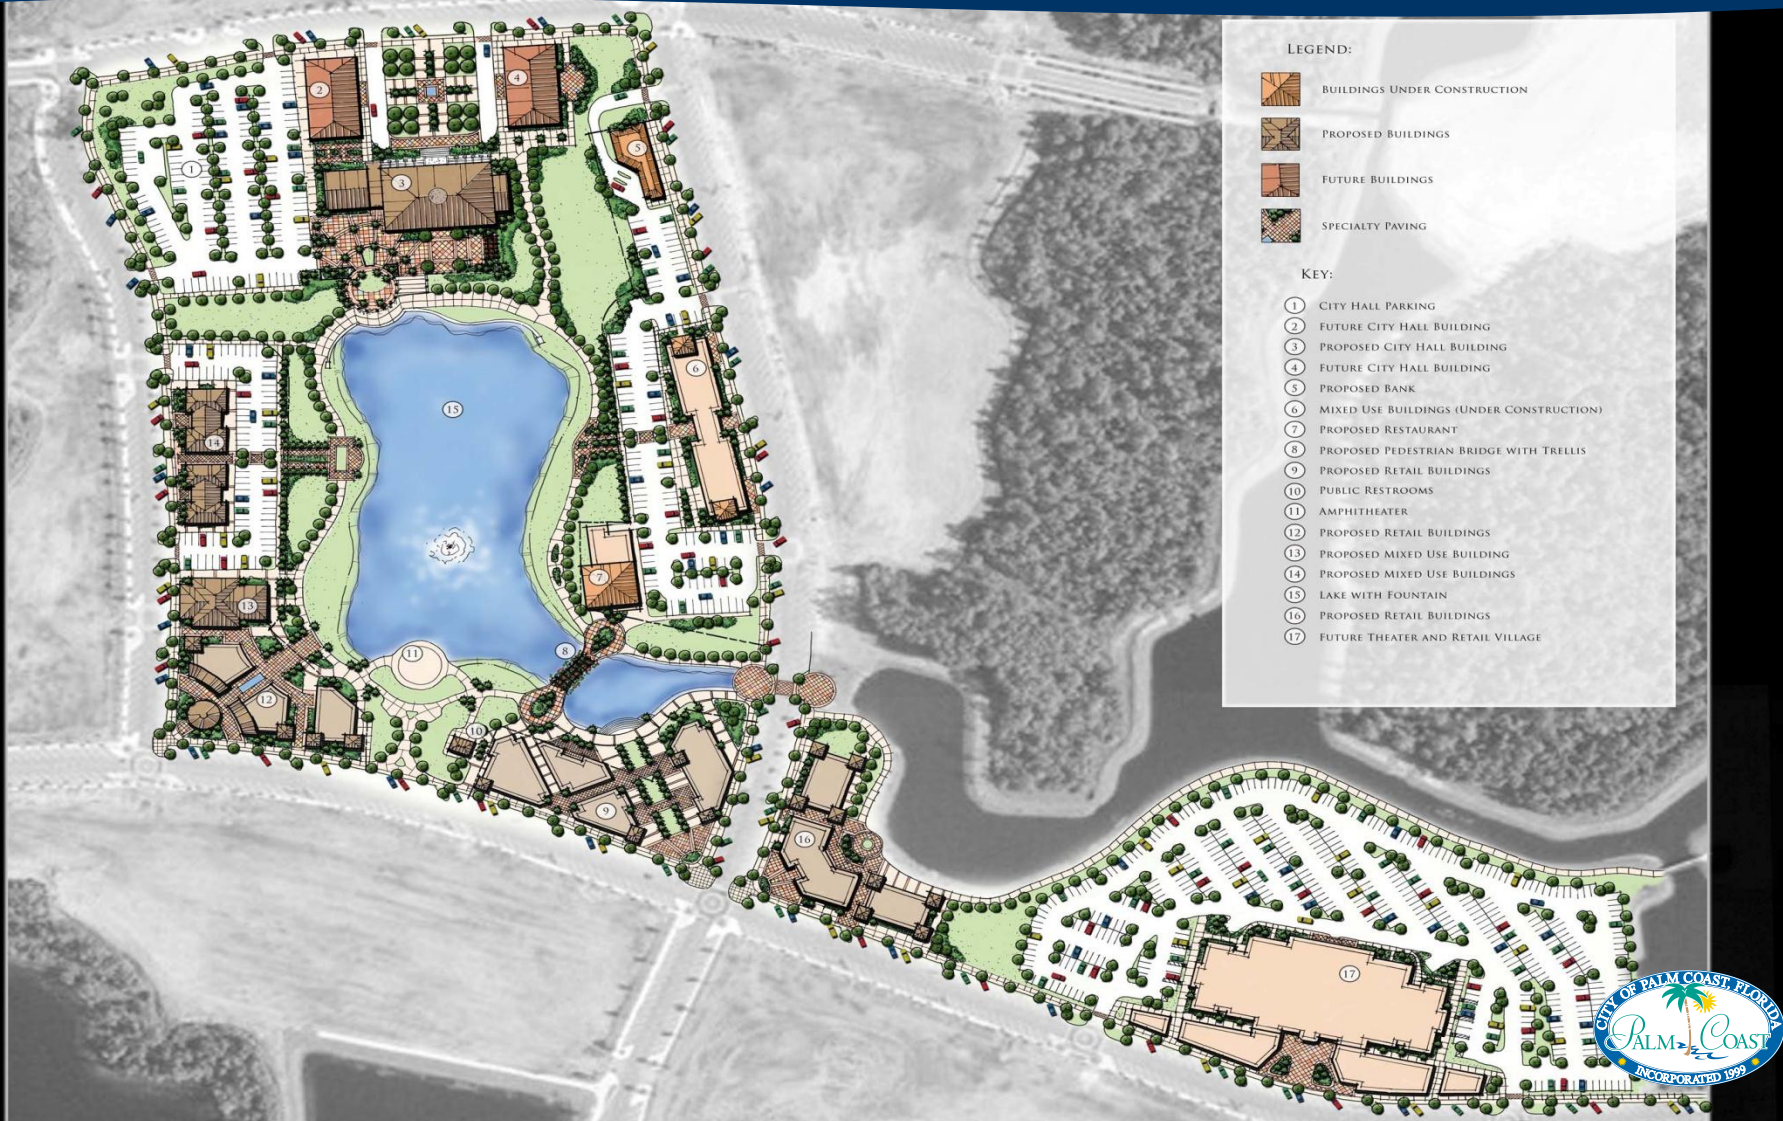 LEGEND:
BUILDINGS UNDER CONSTRUCTION
PROPOSED BUILDINGS
FUTURE BUILDINGS
SPECIALTY PAVING
KEY:
1 CITY HALL PARKING
2 FUTURE CITY HALL BUILDING
3 PROPOSED CITY HALL BUILDING
4 FUTURE CITY HALL BUILDING
5 PROPOSED BANK
6 MIXED USE BUILDINGS (UNDER CONSTRUCTION)
7 PROPOSED RESTAURANT
8 PROPOSED PEDESTRIAN BRIDGE WITH TRELLIS
9 PROPOSED RETAIL BUILDINGS
10 PUBLIC RESTROOMS
11 AMPHITHEATER
12 PROPOSED RETAIL BUILDINGS
13 PROPOSED MIXED USE BUILDING
14 PROPOSED MIXED USE BUILDINGS
15 LAKE WITH FOUNTAIN
16 PROPOSED RETAIL BUILDINGS
17 FUTURE THEATER AND RETAIL VILLAGE
2
4
5
1
3
6
15
14
7
13
8
11
12
10
9
16
17
CITY OF PALM COAST, FLORIDA
PALM COAST
INCORPORATED 1999